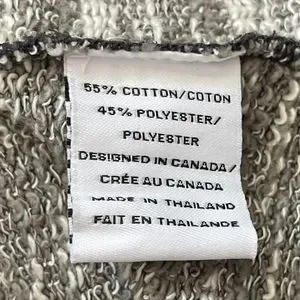 55% COTTON/COTON
45% POLYESTER/
POLYESTER
DESIGNED IN CANADA/
CRÉE AU CANADA
MADE IN THAILAND
FAIT EN THAILANDE